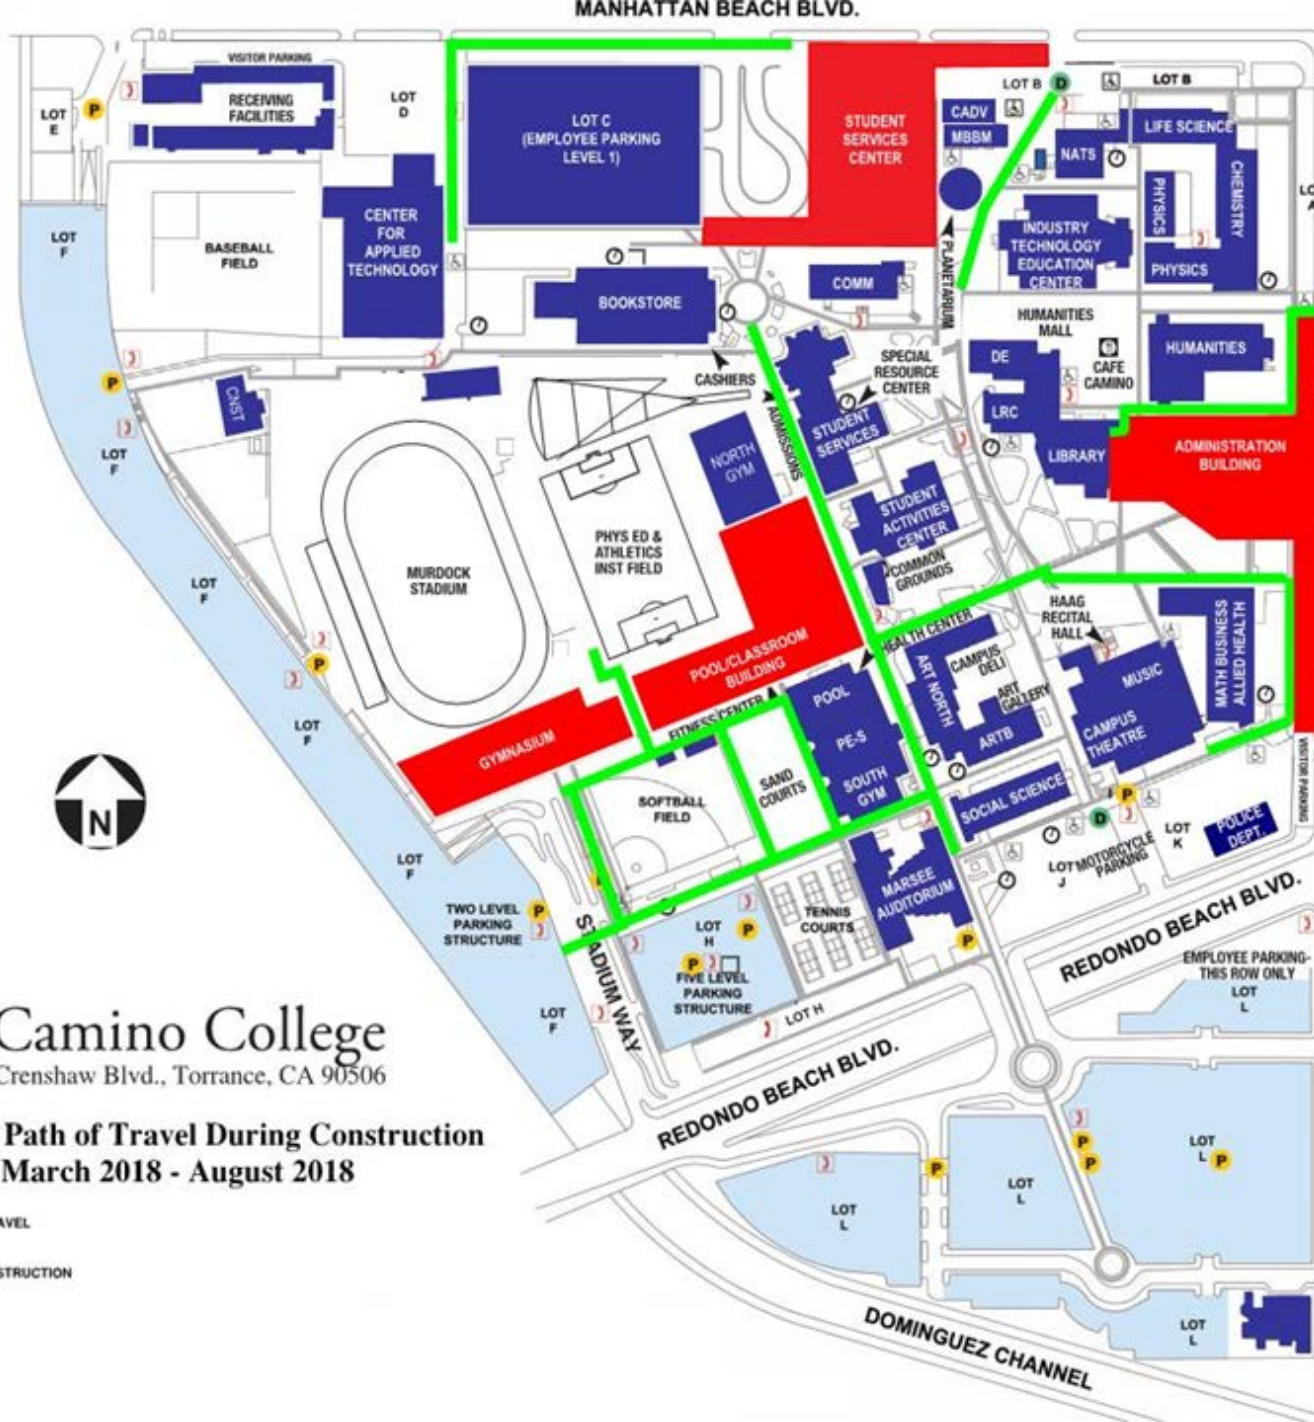 MANHATTAN BEACH BLVD.
VISITOR PARKING
RECEIVING
FACILITIES
LOT
E
P
LOT
D
LOT C
(EMPLOYEE PARKING
LEVEL 1)
STUDENT
SERVICES
CENTER
LOT B
D
LOT B
CADV
MBBM
NATS
LIFE SCIENCE
PHYSICS
CHEMISTRY
PHYSICS
LOT
F
BASEBALL
FIELD
CENTER
FOR
APPLIED
TECHNOLOGY
BOOKSTORE
COMM
PLANETARIUM
INDUSTRY
TECHNOLOGY
EDUCATION
CENTER
HUMANITIES
MALL
CAFE
CAMINO
HUMANITIES
DE
LRC
LIBRARY
ADMINISTRATION
BUILDING
P
CNST
CASHIERS
ADMISSIONS
SPECIAL
RESOURCE
CENTER
STUDENT
SERVICES
NORTH
GYM
LOT
F
MURDOCK
STADIUM
PHYS ED &
ATHLETICS
INST FIELD
STUDENT
ACTIVITIES
CENTER
COMMON
GROUNDS
LOT
F
P
HAAG
RECITAL
HALL
HEALTH CENTER
POOL/CLASSROOM
BUILDING
MATH BUSINESS
ALLIED HEALTH
MUSIC
CAMPUS
THEATRE
CAMPUS
DELI
ART NORTH
ART
GALLERY
ARTB
POOL
PE-S
SOUTH
GYM
FITNESS CENTER
GYMNASIUM
LOT
F
N
SAND
COURTS
SOFTBALL
FIELD
SOCIAL SCIENCE
P
D
VISITOR PARKING
POLICE
DEPT.
LOT
K
LOT
J
MOTORCYCLE
PARKING
LOT
F
MARSEE
AUDITORIUM
TENNIS
COURTS
TWO LEVEL
PARKING
STRUCTURE
P
LOT
H
P
P
FIVE LEVEL
PARKING
STRUCTURE
P
STADIUM WAY
LOT H
LOT
F
REDONDO BEACH BLVD.
EMPLOYEE PARKING-
THIS ROW ONLY
LOT
L
REDONDO BEACH BLVD.
Camino College
Crenshaw Blvd., Torrance, CA 90506
Path of Travel During Construction
March 2018 - August 2018
AVEL
STRUCTION
P
P
P
LOT
L
P
LOT
L
LOT
L
LOT
L
DOMINGUEZ CHANNEL